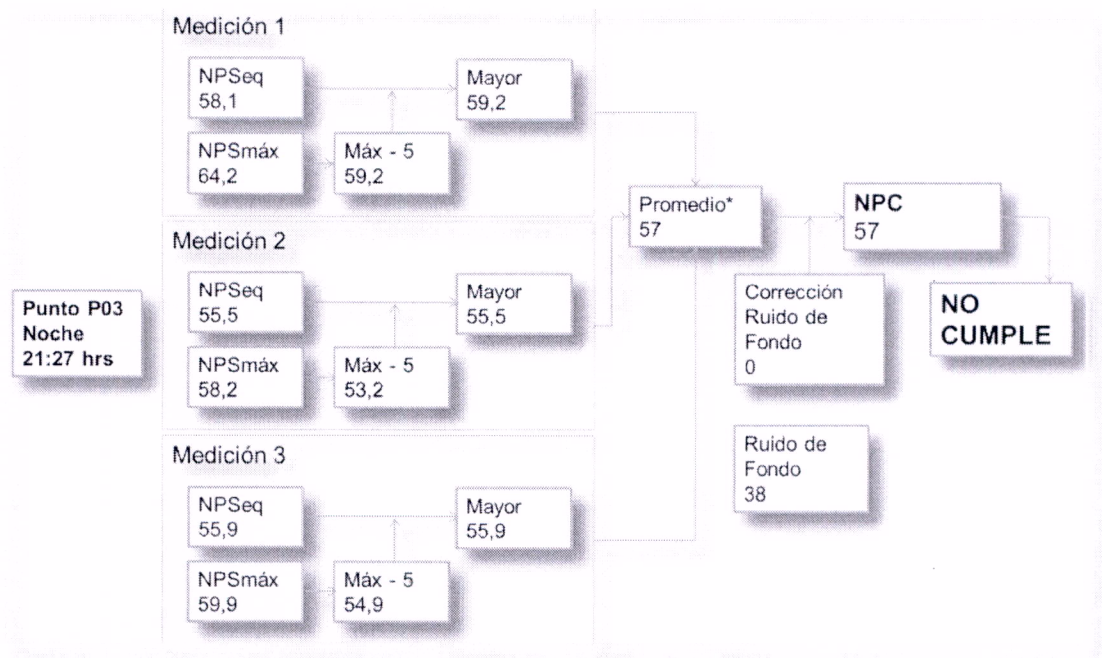 Medición 1
NPSeq
58,1
Mayor
59,2
NPSmáx
64,2
Máx - 5
59,2
Medición 2
NPSeq
55,5
Mayor
55,5
NPSmáx
58,2
Máx - 5
53,2
Medición 3
NPSeq
55,9
Mayor
55,9
NPSmáx
59,9
Máx - 5
54,9
Punto P03
Noche
21:27 hrs
Promedio*
57
NPC
57
Corrección
Ruido de
Fondo
0
NO
CUMPLE
Ruido de
Fondo
38